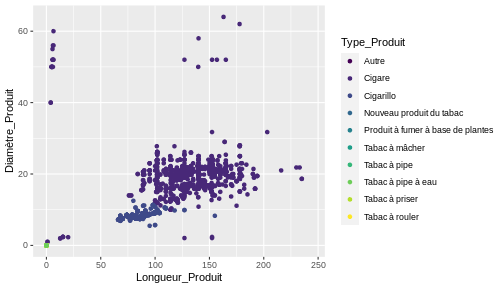 60
40
20
0
Diamètre_Produit
0
50
100
150
200
250
Longueur_Produit
Type_Produit
Autre
Cigare
Cigarillo
Nouveau produit du tabac
Produit à fumer à base de plantes
Tabac à mâcher
Tabac à pipe
Tabac à pipe à eau
Tabac à priser
Tabac à rouler